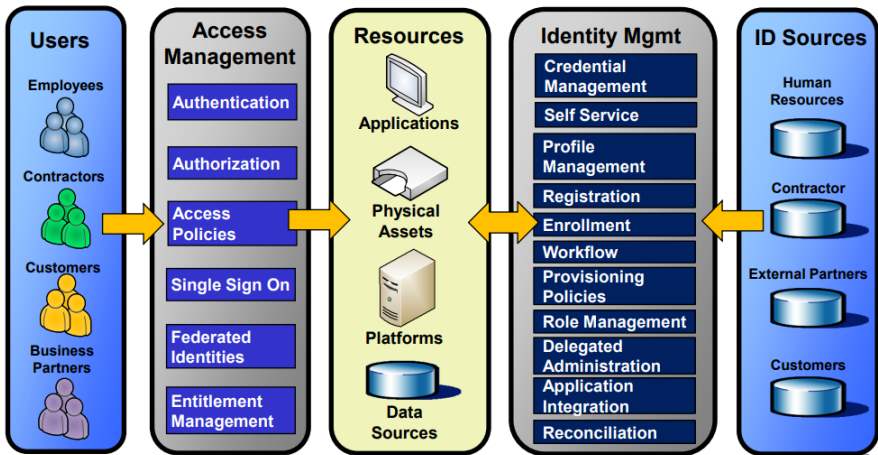 Users
Employees
Contractors
Customers
Business
Partners
Access
Management
Authentication
Authorization
Access
Policies
Single Sign On
Federated
Identities
Entitlement
Management
Resources
Applications
Physical
Assets
Platforms
Data
Sources
Identity Mgmt
Credential
Management
Self Service
Profile
Management
Registration
Enrollment
Workflow
Provisioning
Policies
Role Management
Delegated
Administration
Application
Integration
Reconciliation
ID Sources
Human
Resources
Contractor
External Partners
Customers